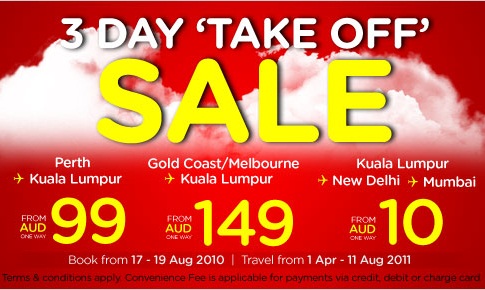 3 DAY ‘TAKE OFF’
SALE
Perth
Kuala Lumpur
FROM
AUD
ONE WAY
99
Gold Coast/Melbourne
Kuala Lumpur
FROM
AUD
ONE WAY
149
Kuala Lumpur
New Delhi Mumbai
FROM
AUD
ONE WAY
10
Book from 17 - 19 Aug 2010 | Travel from 1 Apr - 11 Aug 2011
Terms & conditions apply. Convenience Fee is applicable for payments via credit, debit or charge card